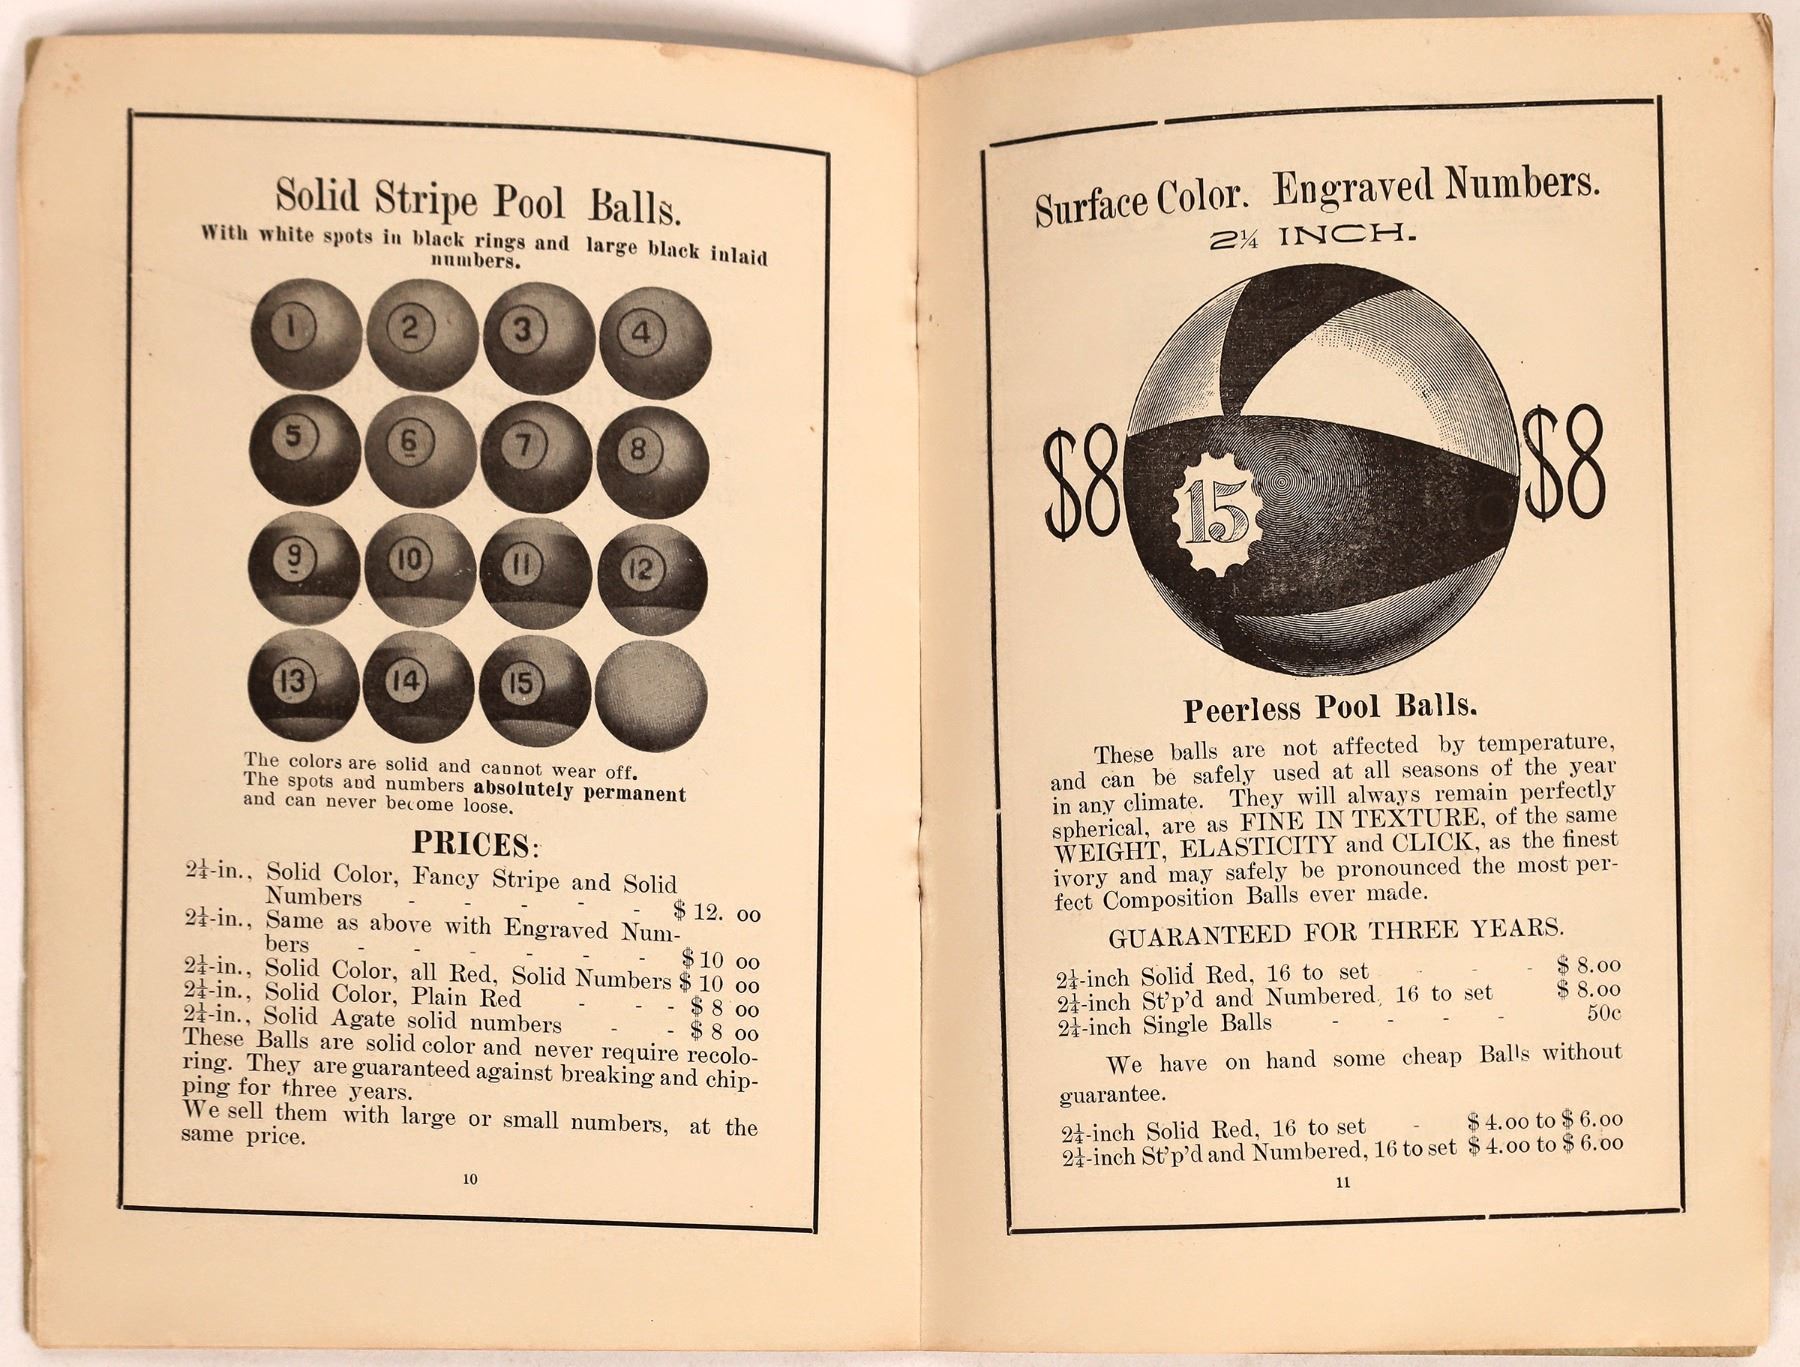 Solid Stripe Pool Balls.
With white spots in black rings and large black inlaid
numbers.
1 2 3 4
5 6 7 8
9 10 11 12
13 14 15
The colors are solid and cannot wear off.
The spots and numbers absolutely permanent
and can never become loose.
PRICES:
2¼-in., Solid Color, Fancy Stripe and Solid
Numbers - - - - - $ 12. 00
2¼-in., Same as above with Engraved Num-
bers - - - - - - $ 10 00
2¼-in., Solid Color, all Red, Solid Numbers $ 10 00
2¼-in., Solid Color, Plain Red - - - $ 8 00
2¼-in., Solid Agate solid numbers - - $ 8 00
These Balls are solid color and never require recolo-
ring. They are guaranteed against breaking and chip-
ping for three years.
We sell them with large or small numbers, at the
same price.
10
Surface Color. Engraved Numbers.
2¼ INCH.
$8 15 $8
Peerless Pool Balls.
These balls are not affected by temperature,
and can be safely used at all seasons of the year
in any climate. They will always remain perfectly
spherical, are as FINE IN TEXTURE, of the same
WEIGHT, ELASTICITY and CLICK, as the finest
ivory and may safely be pronounced the most per-
fect Composition Balls ever made.
GUARANTEED FOR THREE YEARS.
2¼-inch Solid Red, 16 to set - - - $ 8.00
2¼-inch St'p'd and Numbered, 16 to set $ 8.00
2¼-inch Single Balls - - - - 50c
We have on hand some cheap Balls without
guarantee.
2¼-inch Solid Red, 16 to set - $ 4.00 to $ 6.00
2¼-inch St'p'd and Numbered, 16 to set $ 4.00 to $ 6.00
11